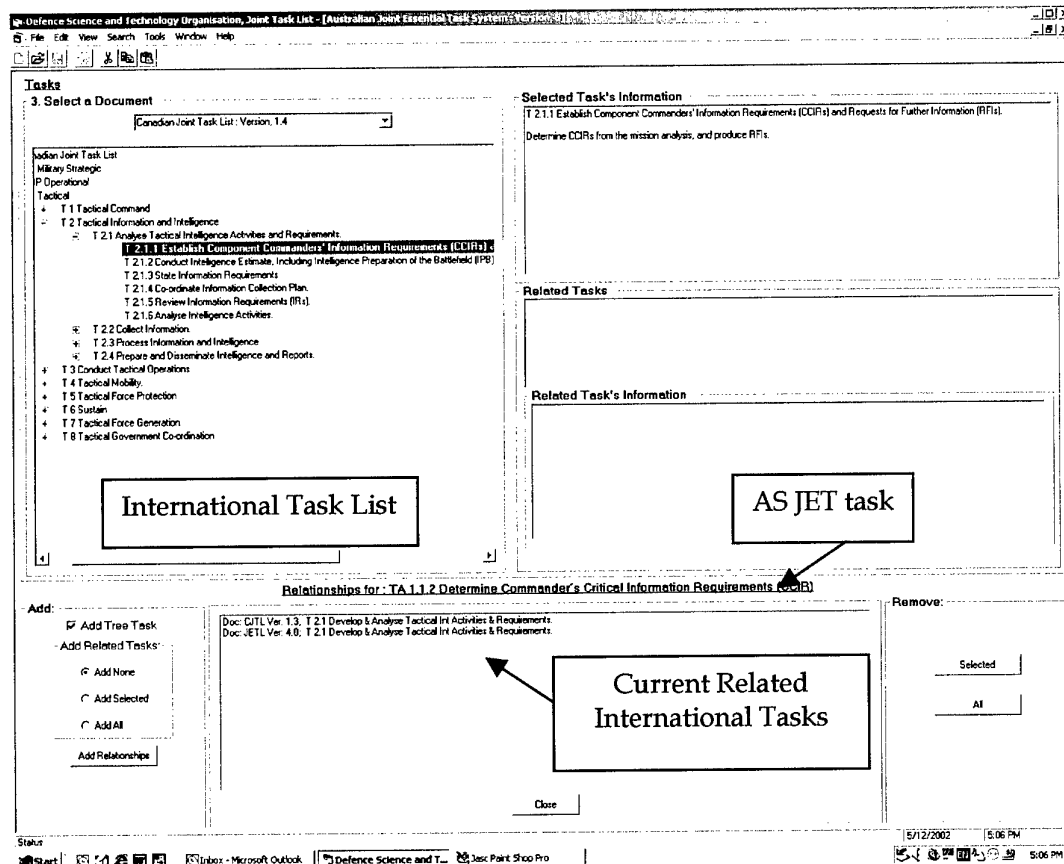 Defence Science and Technology Organisation, Joint Task List - [Australian Joint Essential Task System: Version: 6]
File Edit View Search Tools Window Help
Tasks
3. Select a Document
Canadian Joint Task List : Version, 1.4
nadian Joint Task List
Military Strategic
P Operational
Tactical
T 1 Tactical Command
T 2 Tactical Information and Intelligence
T 2.1 Analyse Tactical Intelligence Activities and Requirements.
T 2.1.1 Establish Component Commanders' Information Requirements (CCIRs)
T 2.1.2 Conduct Intelligence Estimate, Including Intelligence Preparation of the Battlefield (IPB)
T 2.1.3 State Information Requirements
T 2.1.4 Co-ordinate Information Collection Plan.
T 2.1.5 Review Information Requirements (IRs).
T 2.1.6 Analyse Intelligence Activities.
T 2.2 Collect Information.
T 2.3 Process Information and Intelligence
T 2.4 Prepare and Disseminate Intelligence and Reports.
T 3 Conduct Tactical Operations
T 4 Tactical Mobility.
T 5 Tactical Force Protection
T 6 Sustain
T 7 Tactical Force Generation
T 8 Tactical Government Co-ordination
International Task List
Selected Task's Information
T 2.1.1 Establish Component Commanders' Information Requirements (CCIRs) and Requests for Further Information (RFIs).
Determine CCIRs from the mission analysis, and produce RFIs.
Related Tasks
Related Task's Information
AS JET task
Relationships for : TA 1.1.2 Determine Commander's Critical Information Requirements (CCIR)
Add:
Add Tree Task
Add Related Tasks:
Add None
Add Selected
Add All
Add Relationships
Doc: CJTL Ver. 1.3; T 2.1 Develop & Analyse Tactical Int Activities & Requirements.
Doc: JETL Ver. 4.0; T 2.1 Develop & Analyse Tactical Int Activities & Requirements.
Current Related
International Tasks
Close
Remove:
Selected
All
Status
5/12/2002 5:06 PM
Start Inbox - Microsoft Outlook Defence Science and T... Jasc Paint Shop Pro 5:06 PM